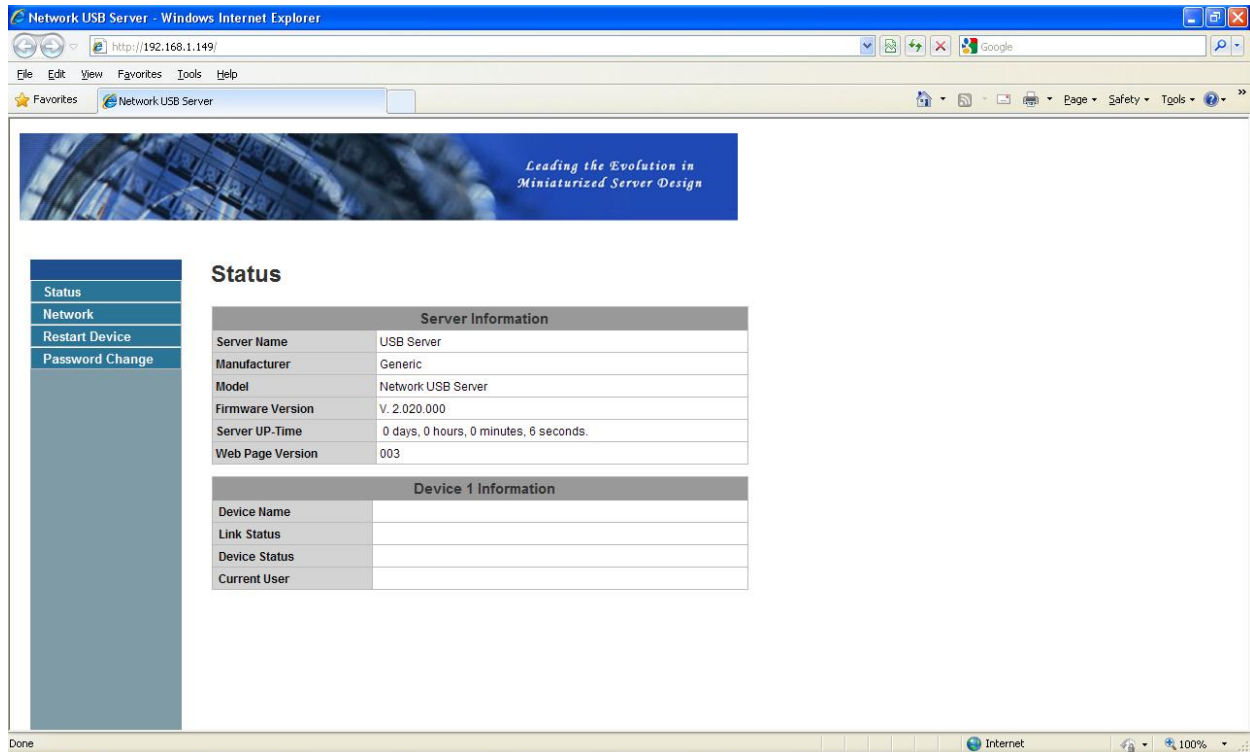 Network USB Server - Windows Internet Explorer
http://192.168.1.149/
Google
File Edit View Favorites Tools Help
Favorites Network USB Server Page Safety Tools »
Leading the Evolution in
Miniaturized Server Design
Status
Network
Restart Device
Password Change
Status
Server Information
Server Name USB Server
Manufacturer Generic
Model Network USB Server
Firmware Version V. 2.020.000
Server UP-Time 0 days, 0 hours, 0 minutes, 6 seconds.
Web Page Version 003
Device 1 Information
Device Name
Link Status
Device Status
Current User
Done Internet 100%